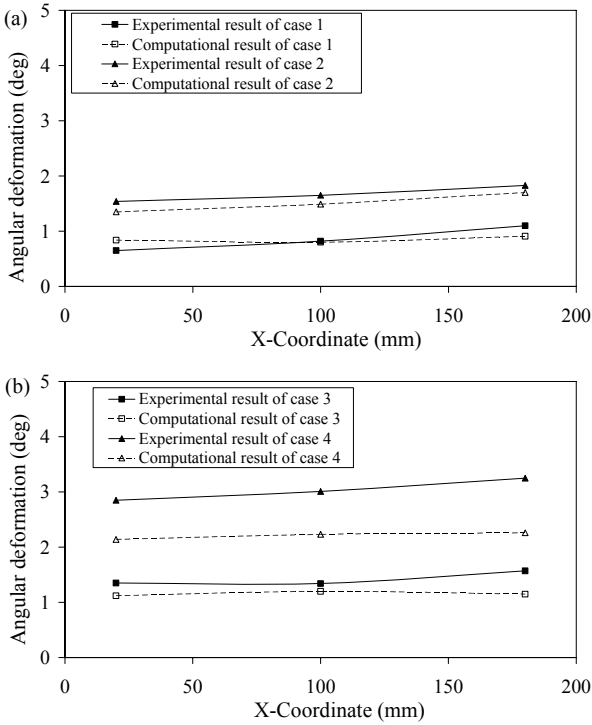 (a)
Experimental result of case 1
Computational result of case 1
Experimental result of case 2
Computational result of case 2
Angular deformation (deg)
5
4
3
2
1
0
0 50 100 150 200
X-Coordinate (mm)
(b)
Experimental result of case 3
Computational result of case 3
Experimental result of case 4
Computational result of case 4
Angular deformation (deg)
5
4
3
2
1
0
0 50 100 150 200
X-Coordinate (mm)